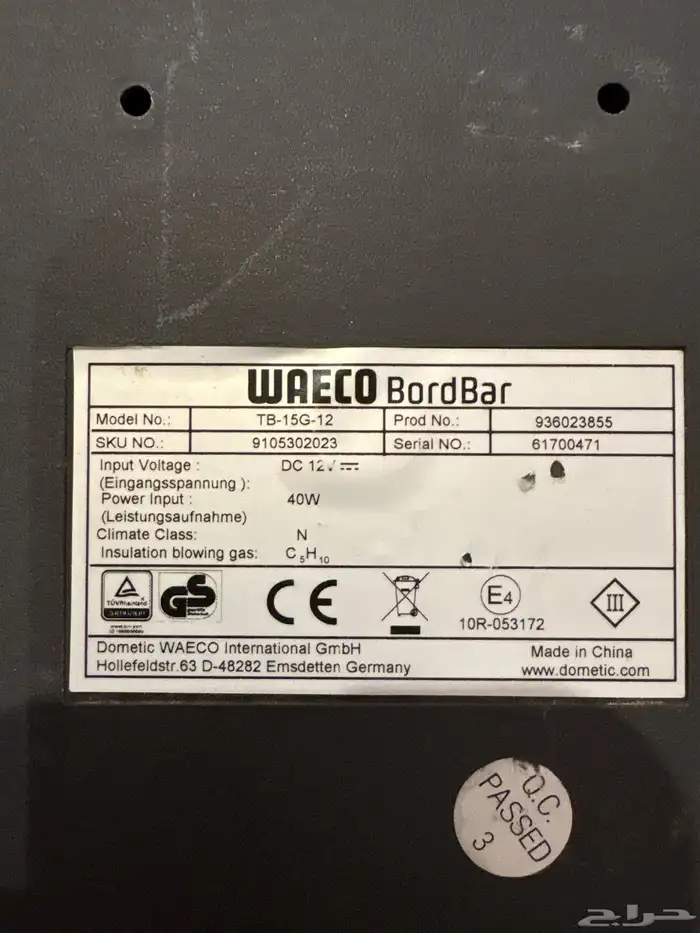 WAECO BordBar
Model No.: TB-15G-12 Prod No.: 936023855
SKU NO.: 9105302023 Serial NO.: 61700471
Input Voltage : DC 12V
(Eingangsspannung ):
Power Input : 40W
(Leistungsaufnahme)
Climate Class: N
Insulation blowing gas: C5H10
TÜVRheinland
GS
CE
E4
III
10R-053172
Dometic WAECO International GmbH Made in China
Hollefeldstr.63 D-48282 Emsdetten Germany www.dometic.com
Q.C.
PASSED
3
حراج